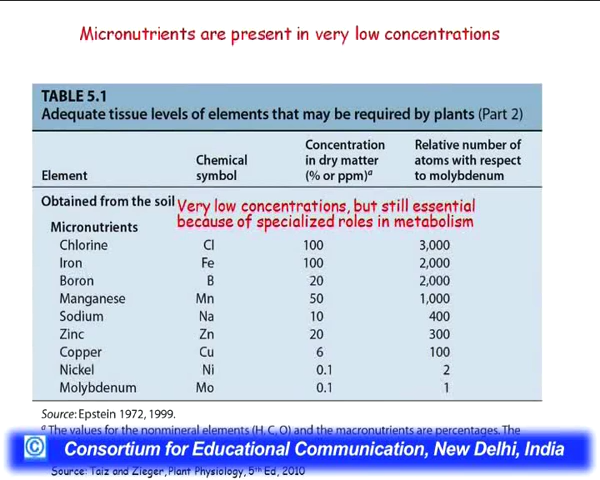 Micronutrients are present in very low concentrations
TABLE 5.1
Adequate tissue levels of elements that may be required by plants (Part 2)
Element Chemical symbol Concentration in dry matter (% or ppm)a Relative number of atoms with respect to molybdenum
Obtained from the soil
Very low concentrations, but still essential
because of specialized roles in metabolism
Micronutrients
Chlorine Cl 100 3,000
Iron Fe 100 2,000
Boron B 20 2,000
Manganese Mn 50 1,000
Sodium Na 10 400
Zinc Zn 20 300
Copper Cu 6 100
Nickel Ni 0.1 2
Molybdenum Mo 0.1 1
Source: Epstein 1972, 1999.
a The values for the nonmineral elements (H, C, O) and the macronutrients are percentages. The
© Consortium for Educational Communication, New Delhi, India
Source: Taiz and Zieger, Plant Physiology, 5th Ed, 2010